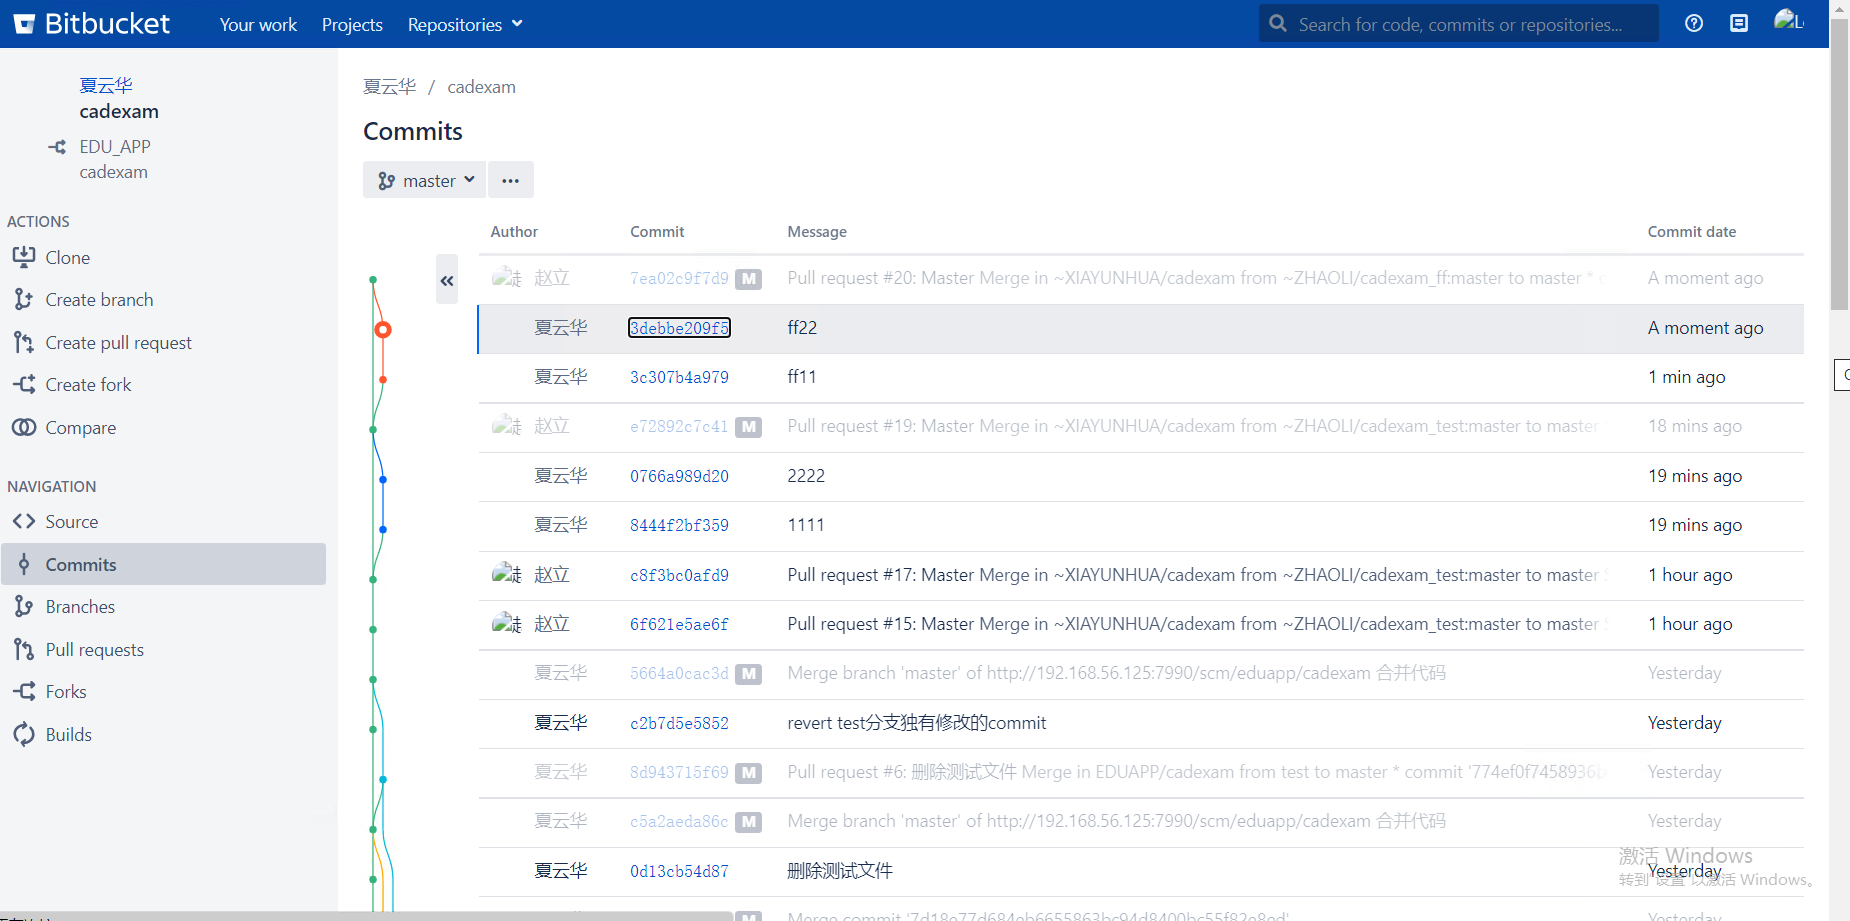 Bitbucket Your work Projects Repositories Search for code, commits or repositories...
夏云华
cadexam
EDU_APP
cadexam
ACTIONS
Clone
Create branch
Create pull request
Create fork
Compare
NAVIGATION
Source
Commits
Branches
Pull requests
Forks
Builds
夏云华 / cadexam
Commits
master
Author Commit Message Commit date
赵立 7ea02c9f7d9 M Pull request #20: Master Merge in ~XIAYUNHUA/cadexam from ~ZHAOLI/cadexam_ff:master to master * A moment ago
夏云华 3debbe209f5 ff22 A moment ago
夏云华 3c307b4a979 ff11 1 min ago
赵立 e72892c7c41 M Pull request #19: Master Merge in ~XIAYUNHUA/cadexam from ~ZHAOLI/cadexam_test:master to master 18 mins ago
夏云华 0766a989d20 2222 19 mins ago
夏云华 8444f2bf359 1111 19 mins ago
赵立 c8f3bc0afd9 Pull request #17: Master Merge in ~XIAYUNHUA/cadexam from ~ZHAOLI/cadexam_test:master to master 1 hour ago
赵立 6f621e5ae6f Pull request #15: Master Merge in ~XIAYUNHUA/cadexam from ~ZHAOLI/cadexam_test:master to master 1 hour ago
夏云华 5664a0cac3d M Merge branch 'master' of http://192.168.56.125:7990/scm/eduapp/cadexam 合并代码 Yesterday
夏云华 c2b7d5e5852 revert test分支独有修改的commit Yesterday
夏云华 8d943715f69 M Pull request #6: 删除测试文件 Merge in EDUAPP/cadexam from test to master * commit '774ef0f7458936b Yesterday
夏云华 c5a2aeda86c M Merge branch 'master' of http://192.168.56.125:7990/scm/eduapp/cadexam 合并代码 Yesterday
夏云华 0d13cb54d87 删除测试文件 Yesterday
激活 Windows
转到"设置"以激活 Windows。
M Merge commit